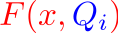 F(x, Q_i)